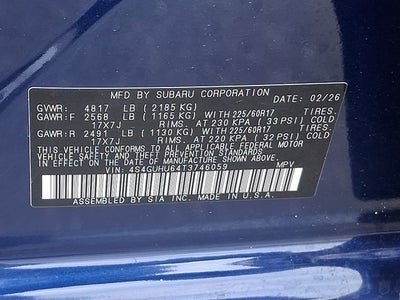 MFD BY SUBARU CORPORATION DATE: 02/26
GVWR: 4817 LB (2185 KG)
GAWR:F 2568 LB (1165 KG) WITH 225/60R17 TIRES.
17X7J RIMS. AT 230 KPA (33 PSI) COLD
GAWR:R 2491 LB (1130 KG) WITH 225/60R17 TIRES.
17X7J RIMS. AT 220 KPA (32 PSI) COLD
THIS VEHICLE CONFORMS TO ALL APPLICABLE FEDERAL MOTOR
VEHICLE SAFETY STANDARDS
IN EFFECT ON THE DATE OF MANUFACTURE SHOWN ABOVE.
VIN: 4S4GUHU64T3746059 MPV
ASSEMBLED BY SIA INC. MADE IN U.S.A.